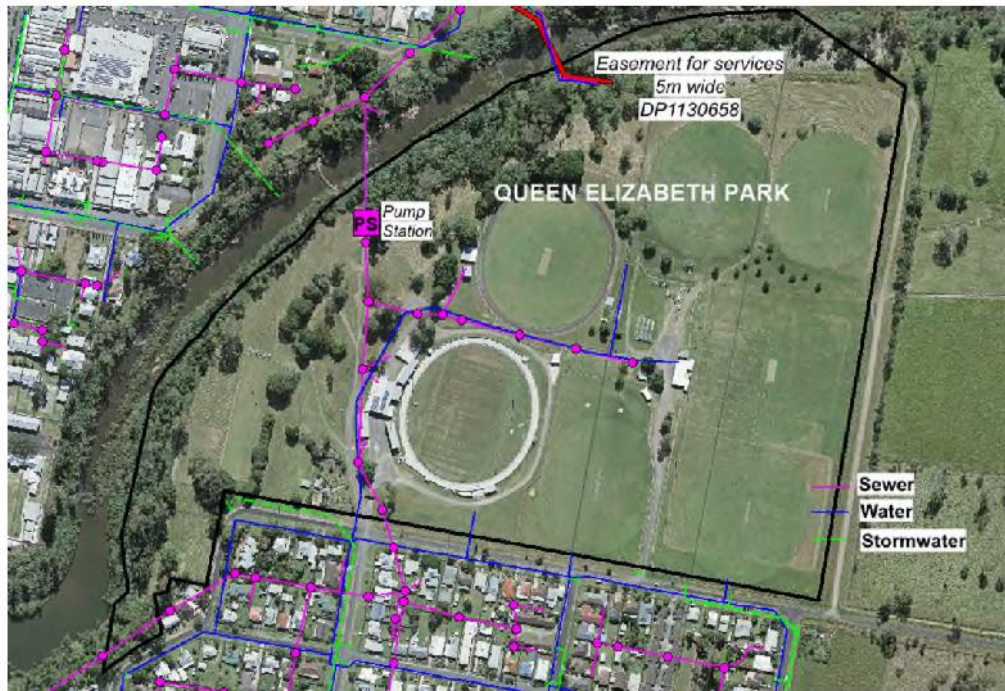 Easement for services
5m wide
DP1130658
QUEEN ELIZABETH PARK
PS
Pump
Station
Sewer
Water
Stormwater